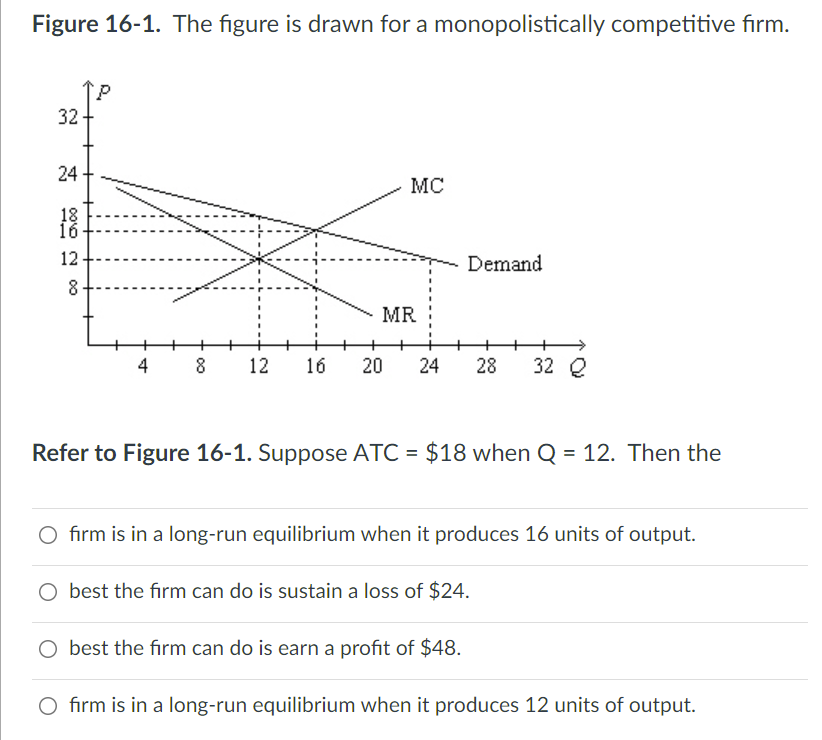 Figure 16-1. The figure is drawn for a monopolistically competitive firm.
P
32
24
MC
18
16
12
Demand
8
MR
4 8 12 16 20 24 28 32 Q
Refer to Figure 16-1. Suppose ATC = $18 when Q = 12. Then the
firm is in a long-run equilibrium when it produces 16 units of output.
best the firm can do is sustain a loss of $24.
best the firm can do is earn a profit of $48.
firm is in a long-run equilibrium when it produces 12 units of output.